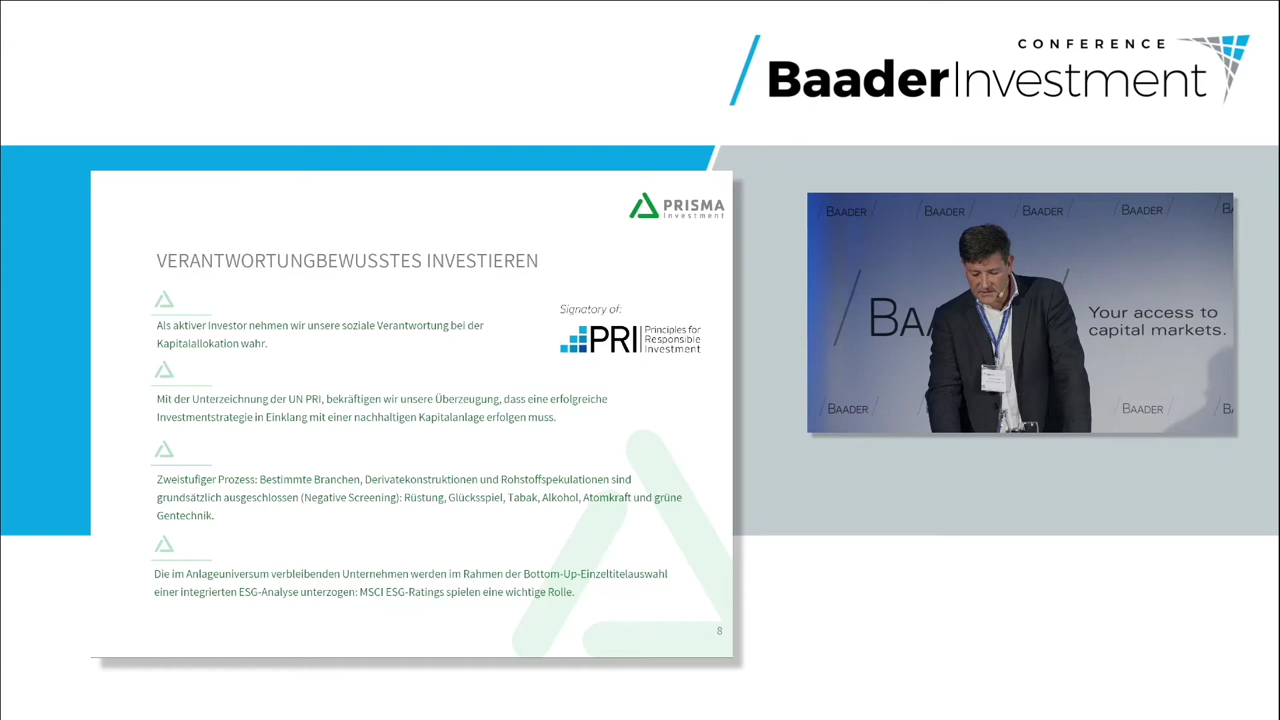 CONFERENCE
BaaderInvestment
PRISMA
Investment
VERANTWORTUNGBEWUSSTES INVESTIEREN
Als aktiver Investor nehmen wir unsere soziale Verantwortung bei der
Kapitalallokation wahr.
Signatory of:
PRI
Principles for
Responsible
Investment
Mit der Unterzeichnung der UN PRI, bekräftigen wir unsere Überzeugung, dass eine erfolgreiche
Investmentstrategie in Einklang mit einer nachhaltigen Kapitalanlage erfolgen muss.
Zweistufiger Prozess: Bestimmte Branchen, Derivatekonstruktionen und Rohstoffspekulationen sind
grundsätzlich ausgeschlossen (Negative Screening): Rüstung, Glücksspiel, Tabak, Alkohol, Atomkraft und grüne
Gentechnik.
Die im Anlageuniversum verbleibenden Unternehmen werden im Rahmen der Bottom-Up-Einzeltitelauswahl
einer integrierten ESG-Analyse unterzogen: MSCI ESG-Ratings spielen eine wichtige Rolle.
8
BAADER BAADER BAADER BAADER B
BA
Your access to
capital markets.
BAADER BAADER BA